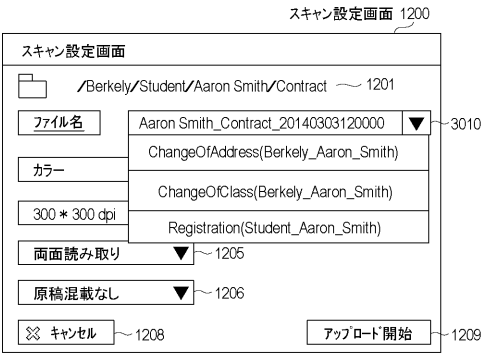 スキャン設定画面 1200
スキャン設定画面
/Berkely/Student/Aaron Smith/Contract 1201
ファイル名 Aaron Smith_Contract_20140303120000 ▼ 3010
ChangeOfAddress(Berkely_Aaron_Smith)
カラー
ChangeOfClass(Berkely_Aaron_Smith)
300 * 300 dpi
Registration(Student_Aaron_Smith)
両面読み取り ▼ 1205
原稿混載なし ▼ 1206
キャンセル 1208 アップロード開始 1209